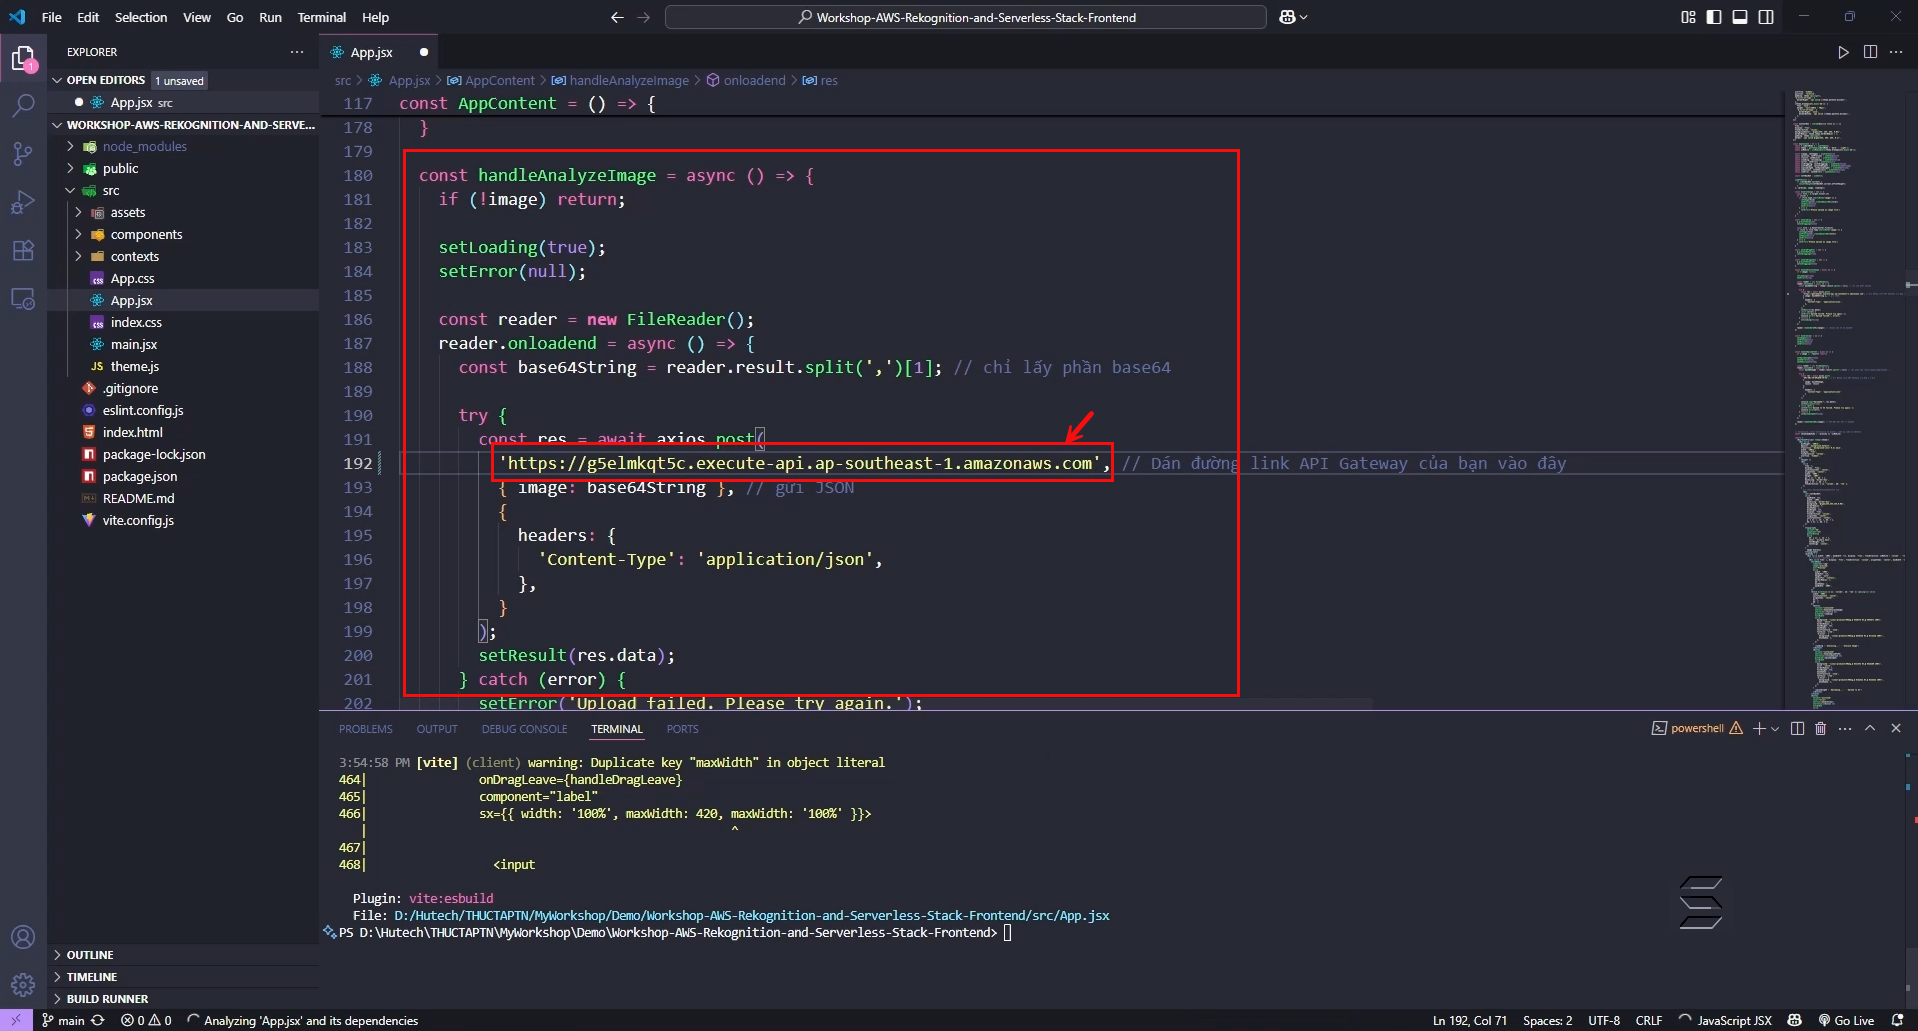 File Edit Selection View Go Run Terminal Help
Workshop-AWS-Rekognition-and-Serverless-Stack-Frontend
EXPLORER
OPEN EDITORS 1 unsaved
App.jsx src
WORKSHOP-AWS-REKOGNITION-AND-SERVE...
node_modules
public
src
assets
components
contexts
App.css
App.jsx
index.css
main.jsx
JS theme.js
.gitignore
eslint.config.js
index.html
package-lock.json
package.json
README.md
vite.config.js
OUTLINE
TIMELINE
BUILD RUNNER
App.jsx
src > App.jsx > AppContent > handleAnalyzeImage > onloadend > res
117 const AppContent = () => {
178 }
179
180 const handleAnalyzeImage = async () => {
181 if (!image) return;
182
183 setLoading(true);
184 setError(null);
185
186 const reader = new FileReader();
187 reader.onloadend = async () => {
188 const base64String = reader.result.split(',')[1]; // chỉ lấy phần base64
189
190 try {
191 const res = await axios.post(
192 'https://g5elmkqt5c.execute-api.ap-southeast-1.amazonaws.com', // Dán đường link API Gateway của bạn vào đây
193 { image: base64String }, // gửi JSON
194 {
195 headers: {
196 'Content-Type': 'application/json',
197 },
198 }
199 );
200 setResult(res.data);
201 } catch (error) {
202 setError('Upload failed. Please try again.');
PROBLEMS OUTPUT DEBUG CONSOLE TERMINAL PORTS
powershell
3:54:58 PM [vite] (client) warning: Duplicate key "maxWidth" in object literal
464| onDragLeave={handleDragLeave}
465| component="label"
466| sx={{ width: '100%', maxWidth: 420, maxWidth: '100%' }}>
| ^
467|
468| <input
Plugin: vite:esbuild
File: D:/Hutech/THUCTAPTN/MyWorkshop/Demo/Workshop-AWS-Rekognition-and-Serverless-Stack-Frontend/src/App.jsx
PS D:\Hutech\THUCTAPTN\MyWorkshop\Demo\Workshop-AWS-Rekognition-and-Serverless-Stack-Frontend>
main 0 0 Analyzing 'App.jsx' and its dependencies
Ln 192, Col 71 Spaces: 2 UTF-8 CRLF JavaScript JSX Go Live